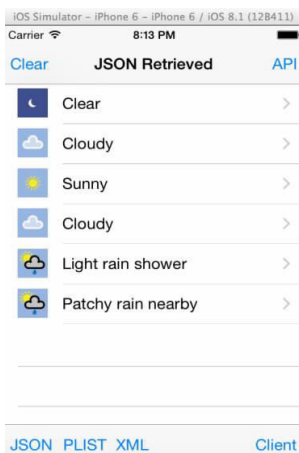 iOS Simulator - iPhone 6 - iPhone 6 / iOS 8.1 (12B411)
Carrier 8:13 PM
Clear JSON Retrieved API
Clear
Cloudy
Sunny
Cloudy
Light rain shower
Patchy rain nearby
JSON PLIST XML Client